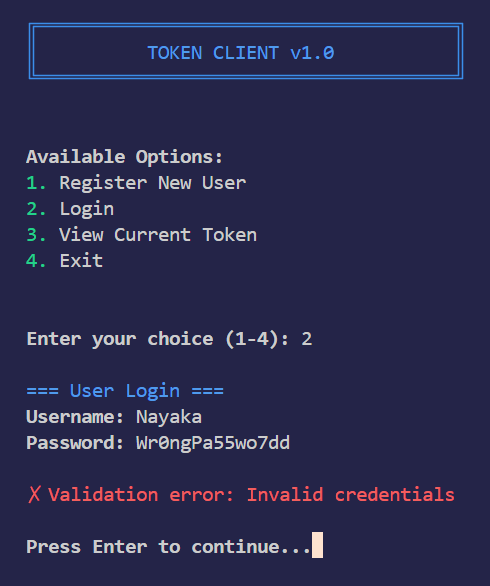 TOKEN CLIENT v1.0
Available Options:
1. Register New User
2. Login
3. View Current Token
4. Exit
Enter your choice (1-4): 2
=== User Login ===
Username: Nayaka
Password: Wr0ngPa55wo7dd
✗ Validation error: Invalid credentials
Press Enter to continue...